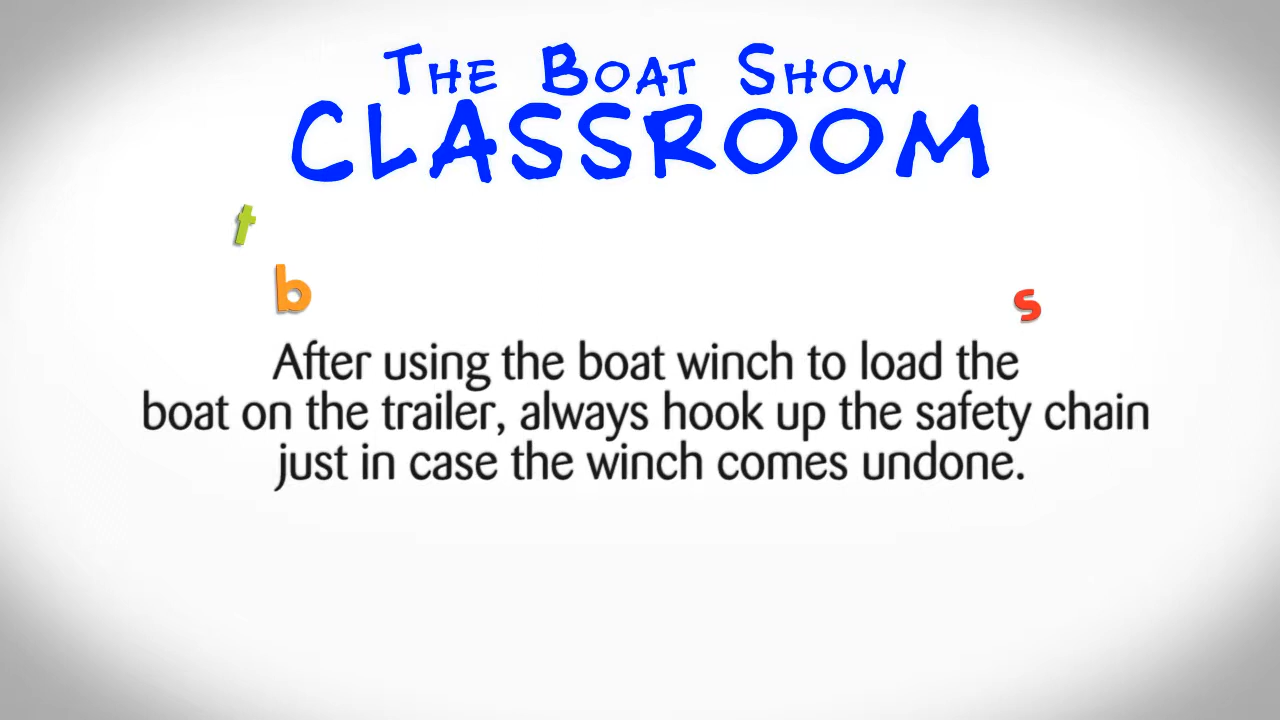 The Boat Show
CLASSROOM
t
b
s
After using the boat winch to load the
boat on the trailer, always hook up the safety chain
just in case the winch comes undone.